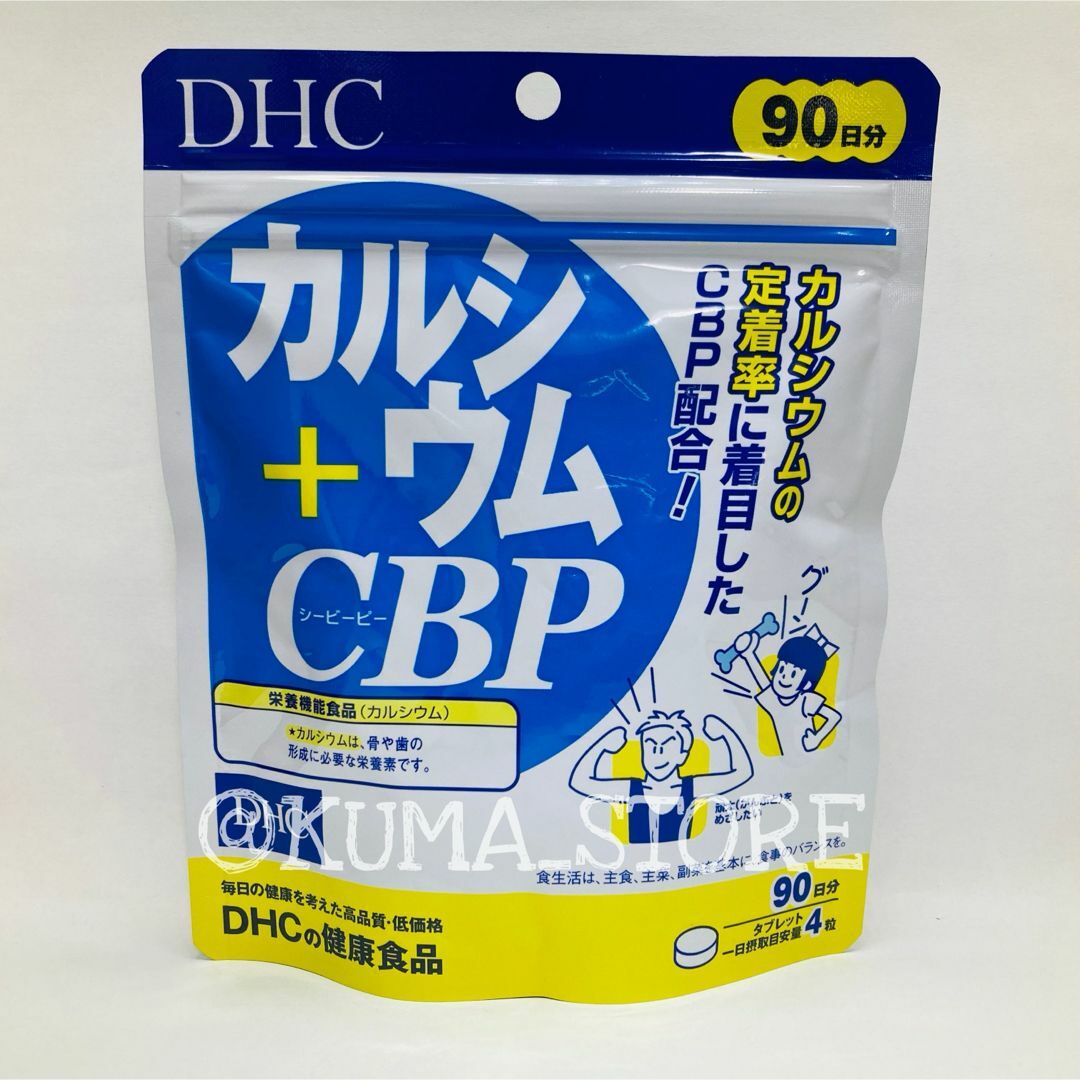 DHC
90日分
カルシ
ウム
+
CBP
シービーピー
カルシウムの
定着率に着目した
CBP配合!
グーン
栄養機能食品(カルシウム)
★カルシウムは、骨や歯の
形成に必要な栄養素です。
めざしたい
DHC
@KUMA_STORE
食生活は、主食、主菜、副菜を基本に、食事のバランスを。
毎日の健康を考えた高品質・低価格
DHCの健康食品
90日分
タブレット
一日摂取目安量 4粒